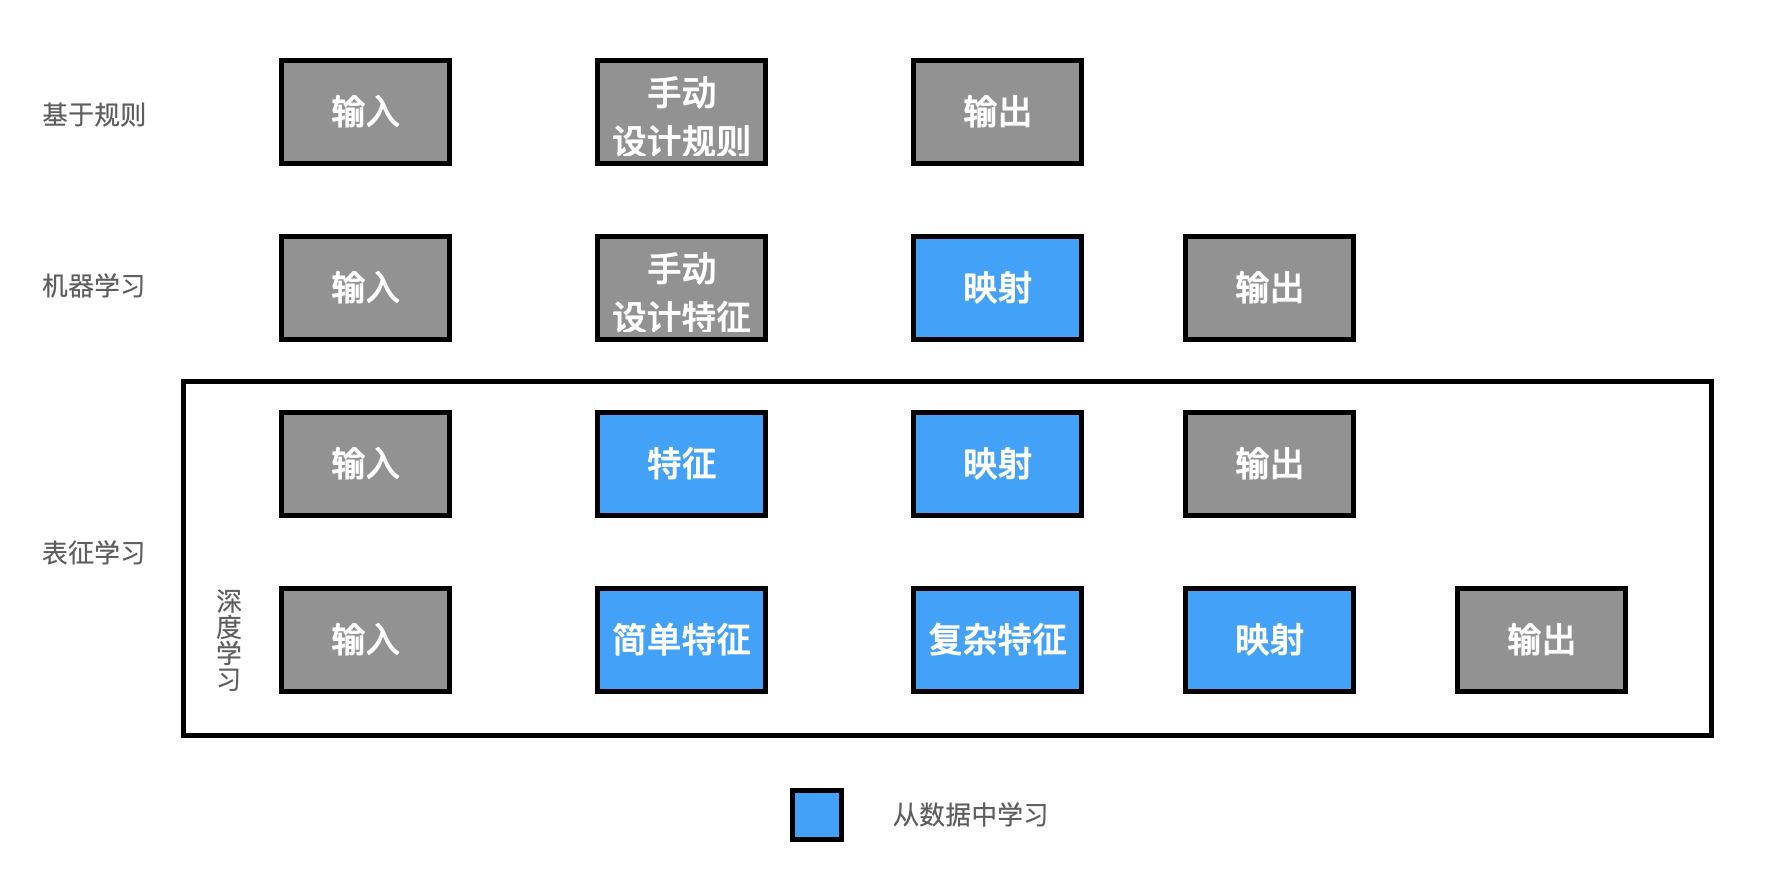 基于规则
输入
手动
设计规则
输出
机器学习
输入
手动
设计特征
映射
输出
表征学习
输入
特征
映射
输出
深度学习
输入
简单特征
复杂特征
映射
输出
从数据中学习